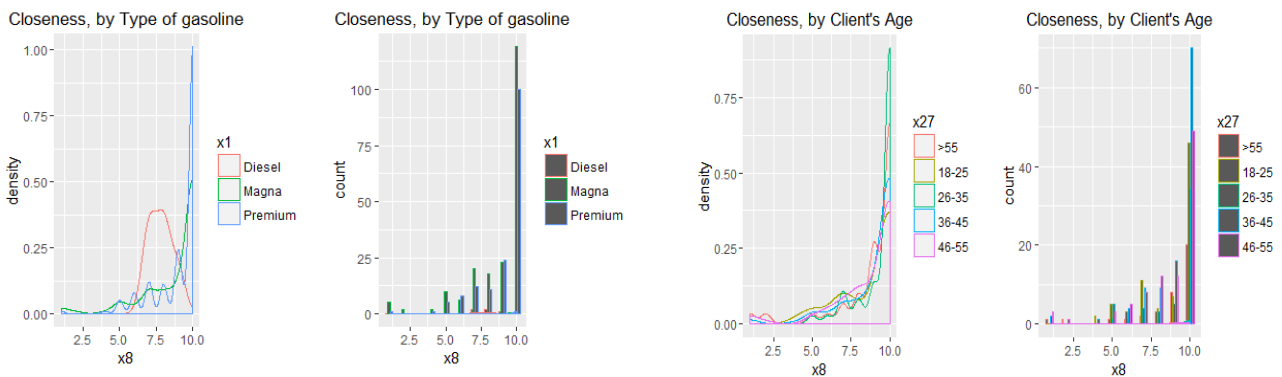 Closeness, by Type of gasoline
density
1.00
0.75
0.50
0.25
0.00
2.5 5.0 7.5 10.0
x8
x1
Diesel
Magna
Premium
Closeness, by Type of gasoline
count
100
75
50
25
0
2.5 5.0 7.5 10.0
x8
x1
Diesel
Magna
Premium
Closeness, by Client's Age
density
0.75
0.50
0.25
0.00
2.5 5.0 7.5 10.0
x8
x27
>55
18-25
26-35
36-45
46-55
Closeness, by Client's Age
count
60
40
20
0
2.5 5.0 7.5 10.0
x8
x27
>55
18-25
26-35
36-45
46-55